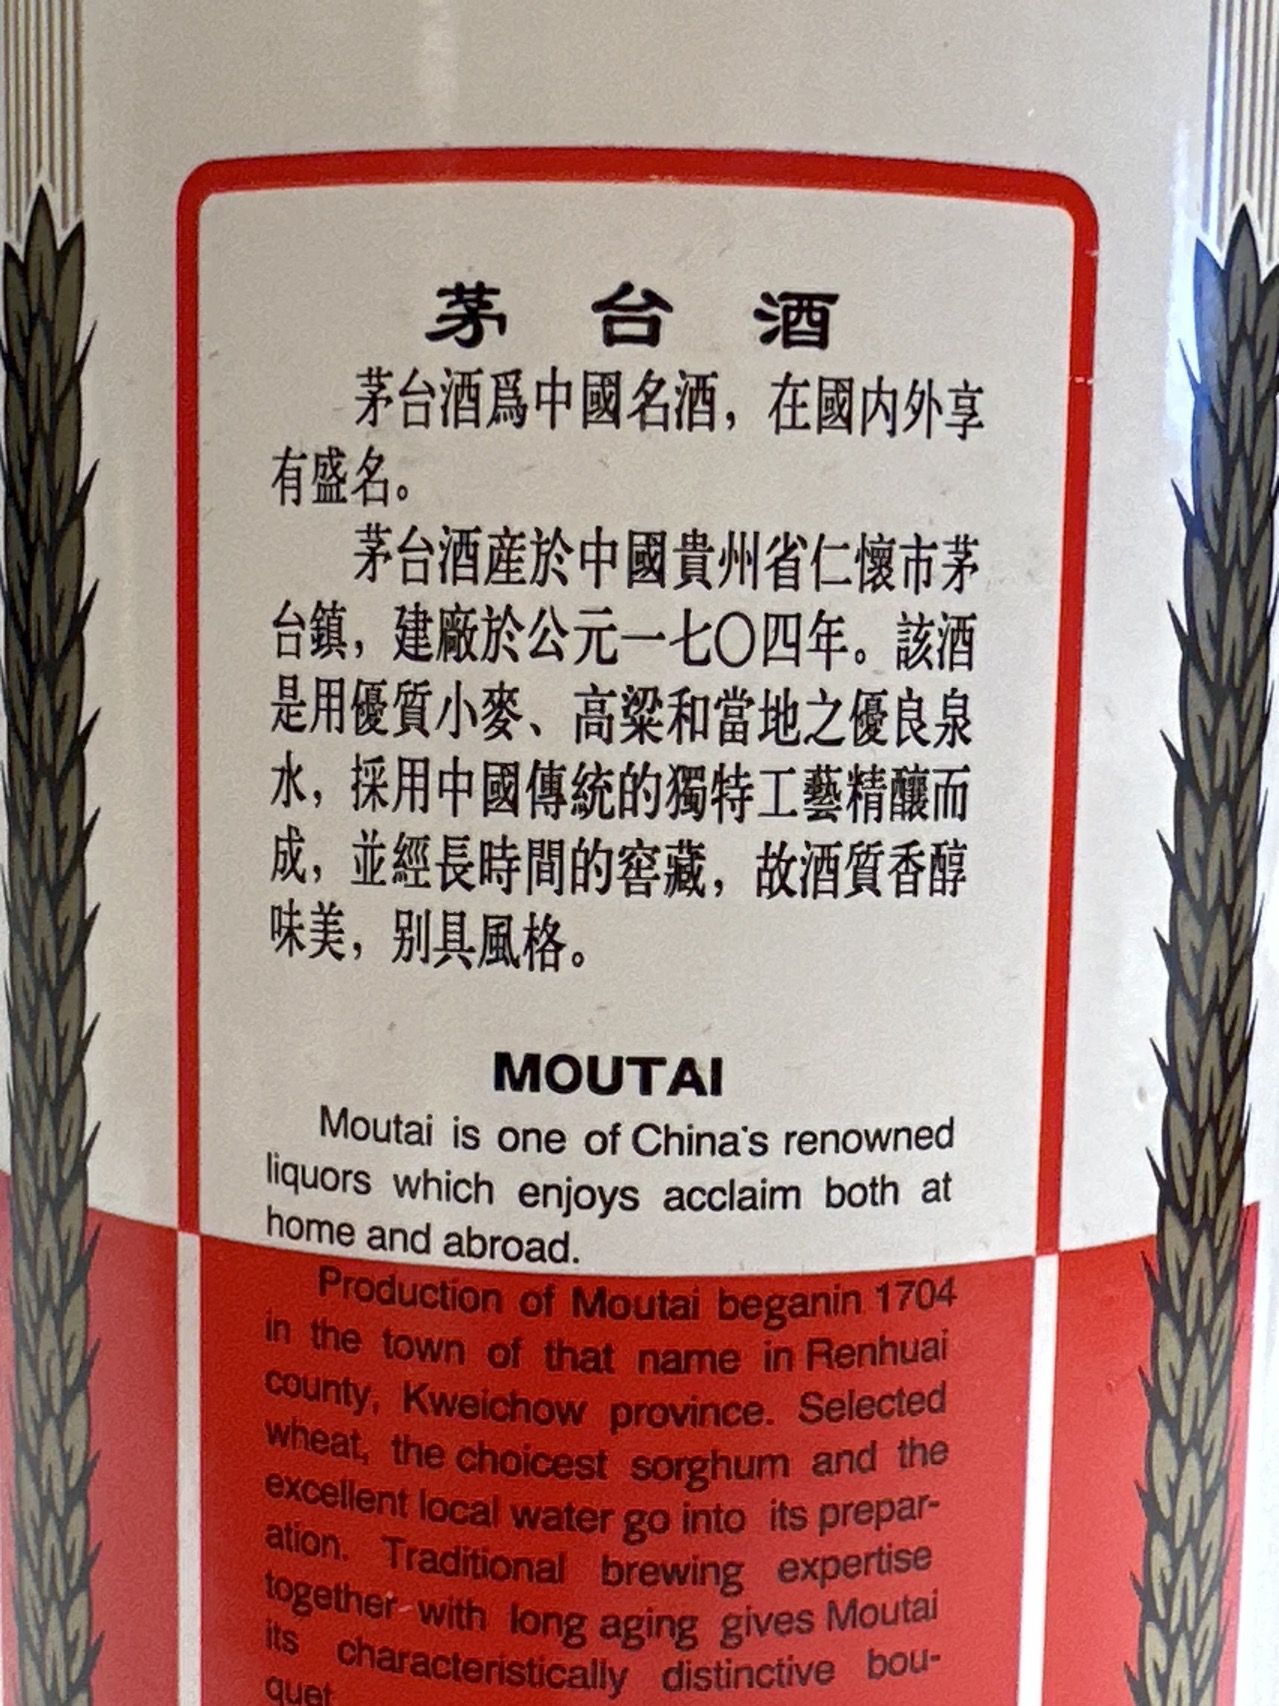 茅台酒
茅台酒爲中國名酒，在國内外享
有盛名。
茅台酒産於中國貴州省仁懷市茅
台鎮，建廠於公元一七〇四年。該酒
是用優質小麥、高粱和當地之優良泉
水，採用中國傳統的獨特工藝精釀而
成，並經長時間的窖藏，故酒質香醇
味美，别具風格。
MOUTAI
Moutai is one of China's renowned
liquors which enjoys acclaim both at
home and abroad.
Production of Moutai beganin 1704
in the town of that name in Renhuai
county, Kweichow province. Selected
wheat, the choicest sorghum and the
excellent local water go into its prepar-
ation. Traditional brewing expertise
together with long aging gives Moutai
its characteristically distinctive bou-
quet